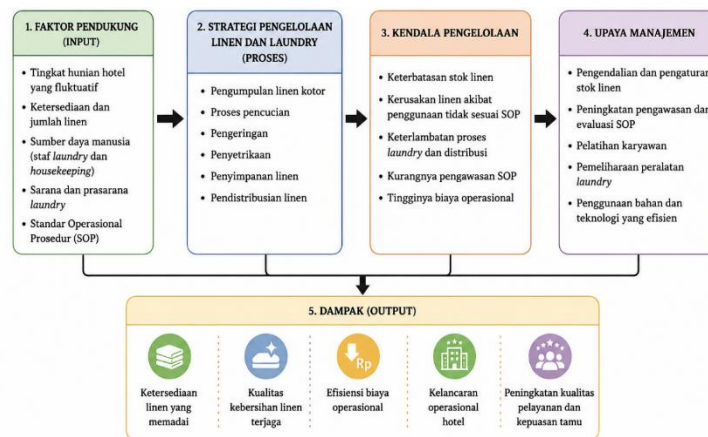 1. FAKTOR PENDUKUNG
(INPUT)
• Tingkat hunian hotel
yang fluktuatif
• Ketersediaan dan
jumlah linen
• Sumber daya manusia
(staf laundry dan
housekeeping)
• Sarana dan prasarana
laundry
• Standar Operasional
Prosedur (SOP)
2. STRATEGI PENGELOLAAN
LINEN DAN LAUNDRY
(PROSES)
• Pengumpulan linen kotor
• Proses pencucian
• Pengeringan
• Penyetrikaan
• Penyimpanan linen
• Pendistribusian linen
3. KENDALA PENGELOLAAN
• Keterbatasan stok linen
• Kerusakan linen akibat
penggunaan tidak sesuai SOP
• Keterlambatan proses
laundry dan distribusi
• Kurangnya pengawasan SOP
• Tingginya biaya operasional
4. UPAYA MANAJEMEN
• Pengendalian dan pengaturan
stok linen
• Peningkatan pengawasan dan
evaluasi SOP
• Pelatihan karyawan
• Pemeliharaan peralatan
laundry
• Penggunaan bahan dan
teknologi yang efisien
5. DAMPAK (OUTPUT)
Ketersediaan
linen yang
memadai
Kualitas
kebersihan linen
terjaga
Rp
Efisiensi biaya
operasional
Kelancaran
operasional
hotel
Peningkatan kualitas
pelayanan dan
kepuasan tamu